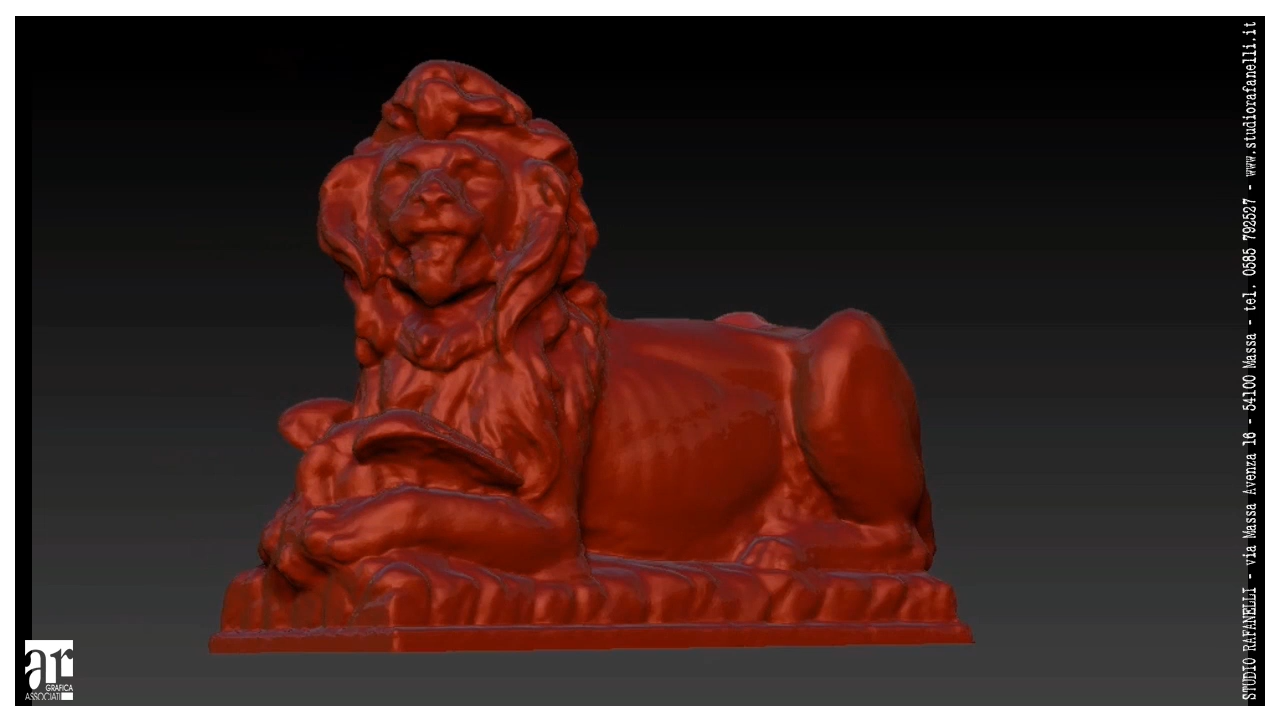 STUDIO RAFANELLI - via Massa Avenza 16 - 54100 Massa - tel. 0585 792527 - www.studiorafanelli.it
ar
GRAFICA
ASSOCIATI